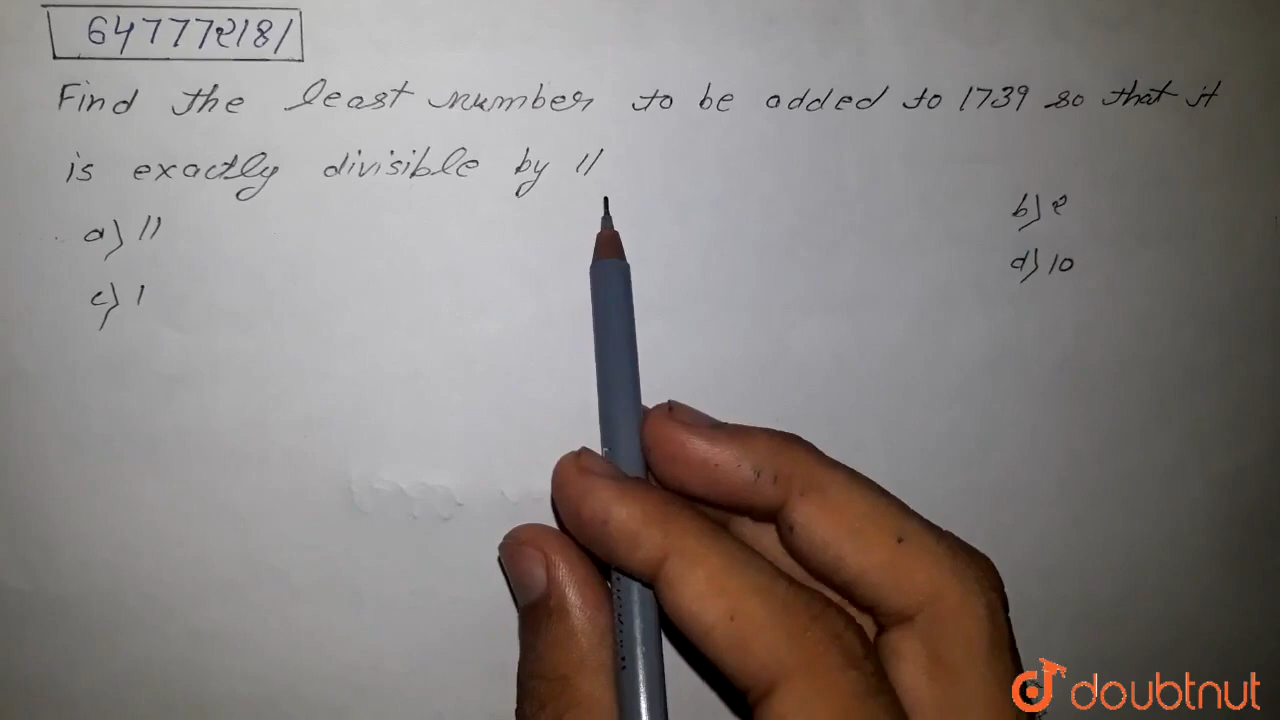 647772181
Find the least number to be added to 1739 so that it
is exactly divisible by 11
a) 11
b) 2
c) 1
d) 10
doubtnut